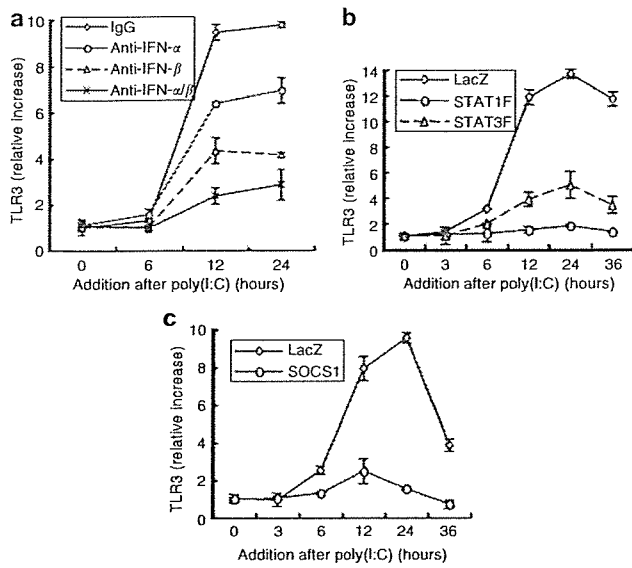 a
IgG
Anti-IFN-α
Anti-IFN-β
Anti-IFN-α/β
10
8
6
4
2
0
TLR3 (relative increase)
0 6 12 24
Addition after poly(I:C) (hours)
b
LacZ
STAT1F
STAT3F
14
12
10
8
6
4
2
0
TLR3 (relative increase)
0 3 6 12 24 36
Addition after poly(I:C) (hours)
c
LacZ
SOCS1
10
8
6
4
2
0
TLR3 (relative increase)
0 3 6 12 24 36
Addition after poly(I:C) (hours)